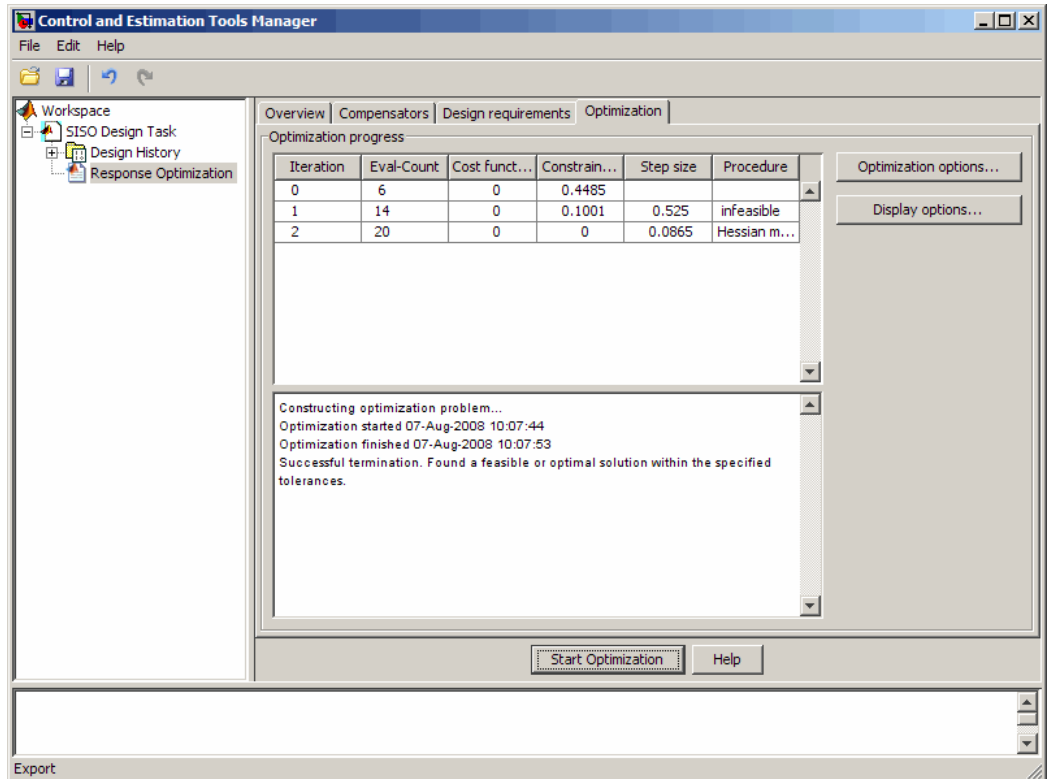 Control and Estimation Tools Manager
File Edit Help
Workspace
SISO Design Task
Design History
Response Optimization
Overview Compensators Design requirements Optimization
Optimization progress
Iteration Eval-Count Cost funct... Constrain... Step size Procedure
0 6 0 0.4485
1 14 0 0.1001 0.525 infeasible
2 20 0 0 0.0865 Hessian m...
Optimization options...
Display options...
Constructing optimization problem...
Optimization started 07-Aug-2008 10:07:44
Optimization finished 07-Aug-2008 10:07:53
Successful termination. Found a feasible or optimal solution within the specified
tolerances.
Start Optimization Help
Export